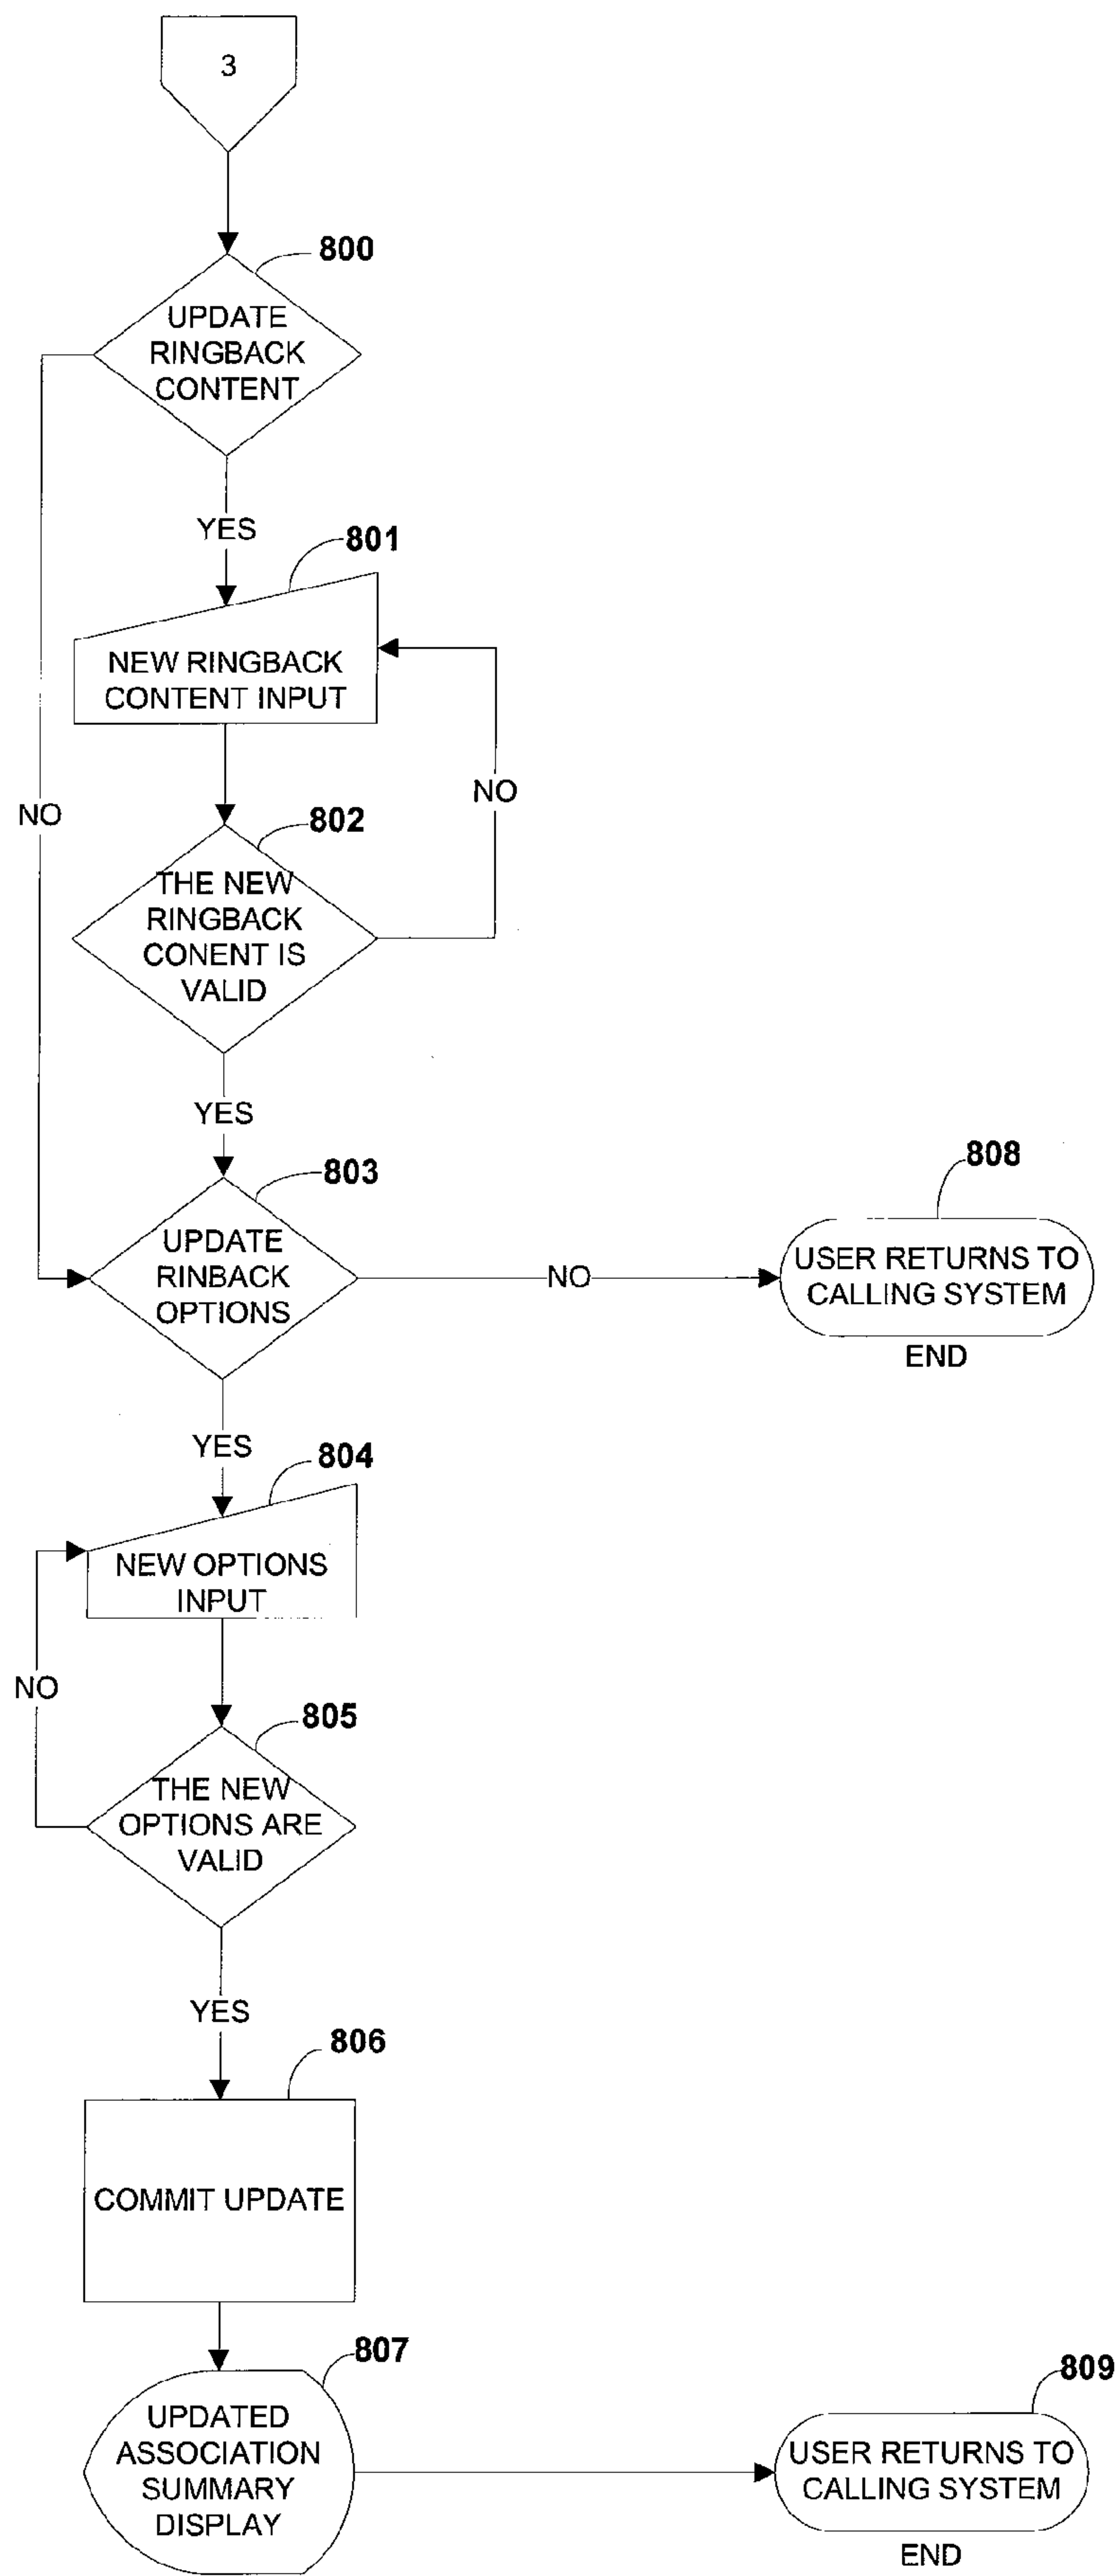 3
800
UPDATE
RINGBACK
CONTENT
YES
801
NEW RINGBACK
CONTENT INPUT
NO
NO
802
THE NEW
RINGBACK
CONENT IS
VALID
YES
803
UPDATE
RINBACK
OPTIONS
NO
808
USER RETURNS TO
CALLING SYSTEM
END
YES
804
NEW OPTIONS
INPUT
NO
805
THE NEW
OPTIONS ARE
VALID
YES
806
COMMIT UPDATE
807
UPDATED
ASSOCIATION
SUMMARY
DISPLAY
809
USER RETURNS TO
CALLING SYSTEM
END